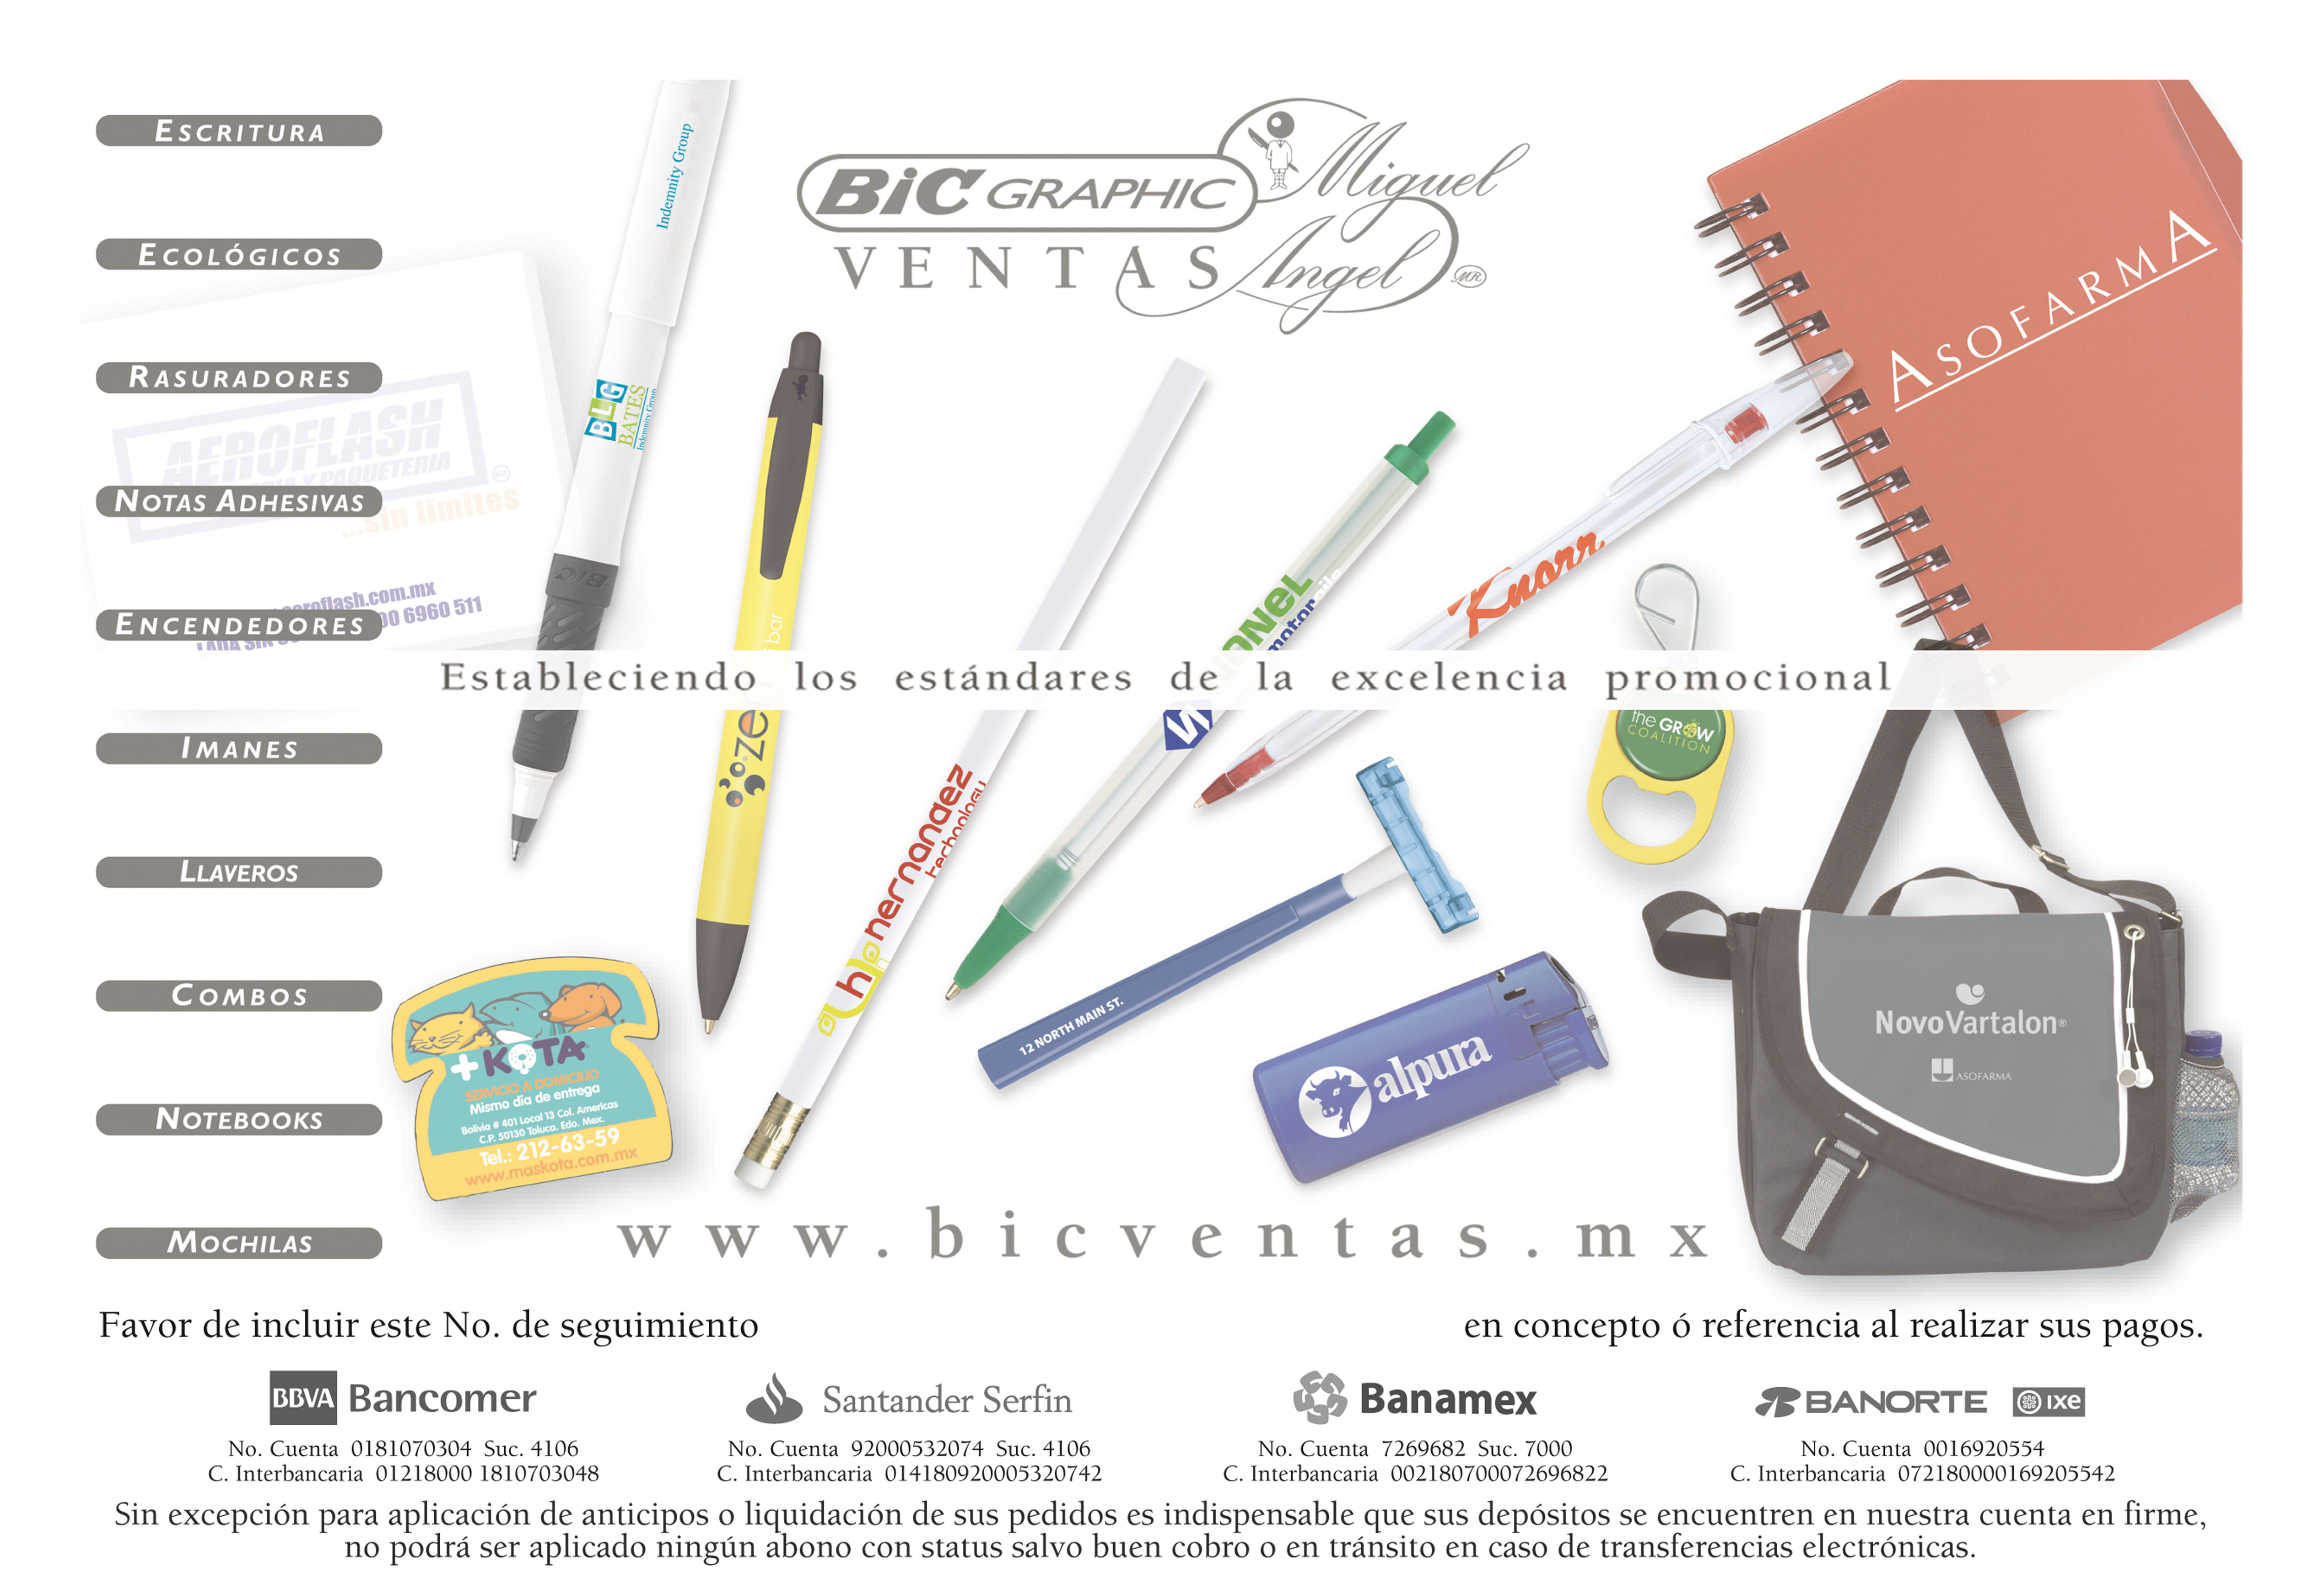 ESCRITURA
ECOLÓGICOS
RASURADORES
NOTAS ADHESIVAS
ENCENDEDORES
IMANES
LLAVEROS
COMBOS
NOTEBOOKS
MOCHILAS
BiC GRAPHIC
VENTAS
Miguel
Angel
MR
Indemnity Group
BLG
BATES
Indemnity Group
BiC
AEROFLASH
Y PAQUETERIA
...sin limites
aeroflash.com.mx
00 6960 511
LADA SIN
bar
hernandez
technology
motor oils
Knorr
ASOFARMA
Estableciendo los estándares de la excelencia promocional
the GROW
COALITION
12 NORTH MAIN ST.
alpura
NovoVartalon®
ASOFARMA
+KOTA
SERVICIO A DOMICILIO
Mismo día de entrega
Bolivia # 401 Local 13 Col. Americas
C.P. 50130 Toluca. Edo. Mex.
Tel.: 212-63-59
www.maskota.com.mx
www.bicventas.mx
Favor de incluir este No. de seguimiento en concepto ó referencia al realizar sus pagos.
BBVA Bancomer
No. Cuenta 0181070304 Suc. 4106
C. Interbancaria 01218000 1810703048
Santander Serfin
No. Cuenta 92000532074 Suc. 4106
C. Interbancaria 014180920005320742
Banamex
No. Cuenta 7269682 Suc. 7000
C. Interbancaria 002180700072696822
BANORTE IXE
No. Cuenta 0016920554
C. Interbancaria 072180000169205542
Sin excepción para aplicación de anticipos o liquidación de sus pedidos es indispensable que sus depósitos se encuentren en nuestra cuenta en firme,
no podrá ser aplicado ningún abono con status salvo buen cobro o en tránsito en caso de transferencias electrónicas.